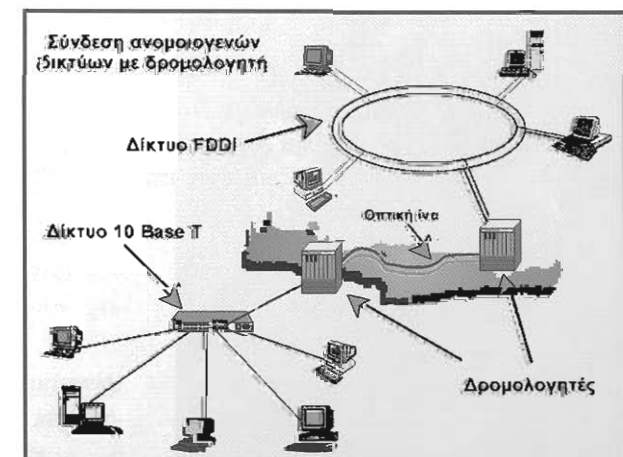 Σύνδεση ανομοιογενών
δικτύων με δρομολογητή
Δίκτυο FDDI
Οπτική ίνα
Δίκτυο 10 Base T
Δρομολογητές